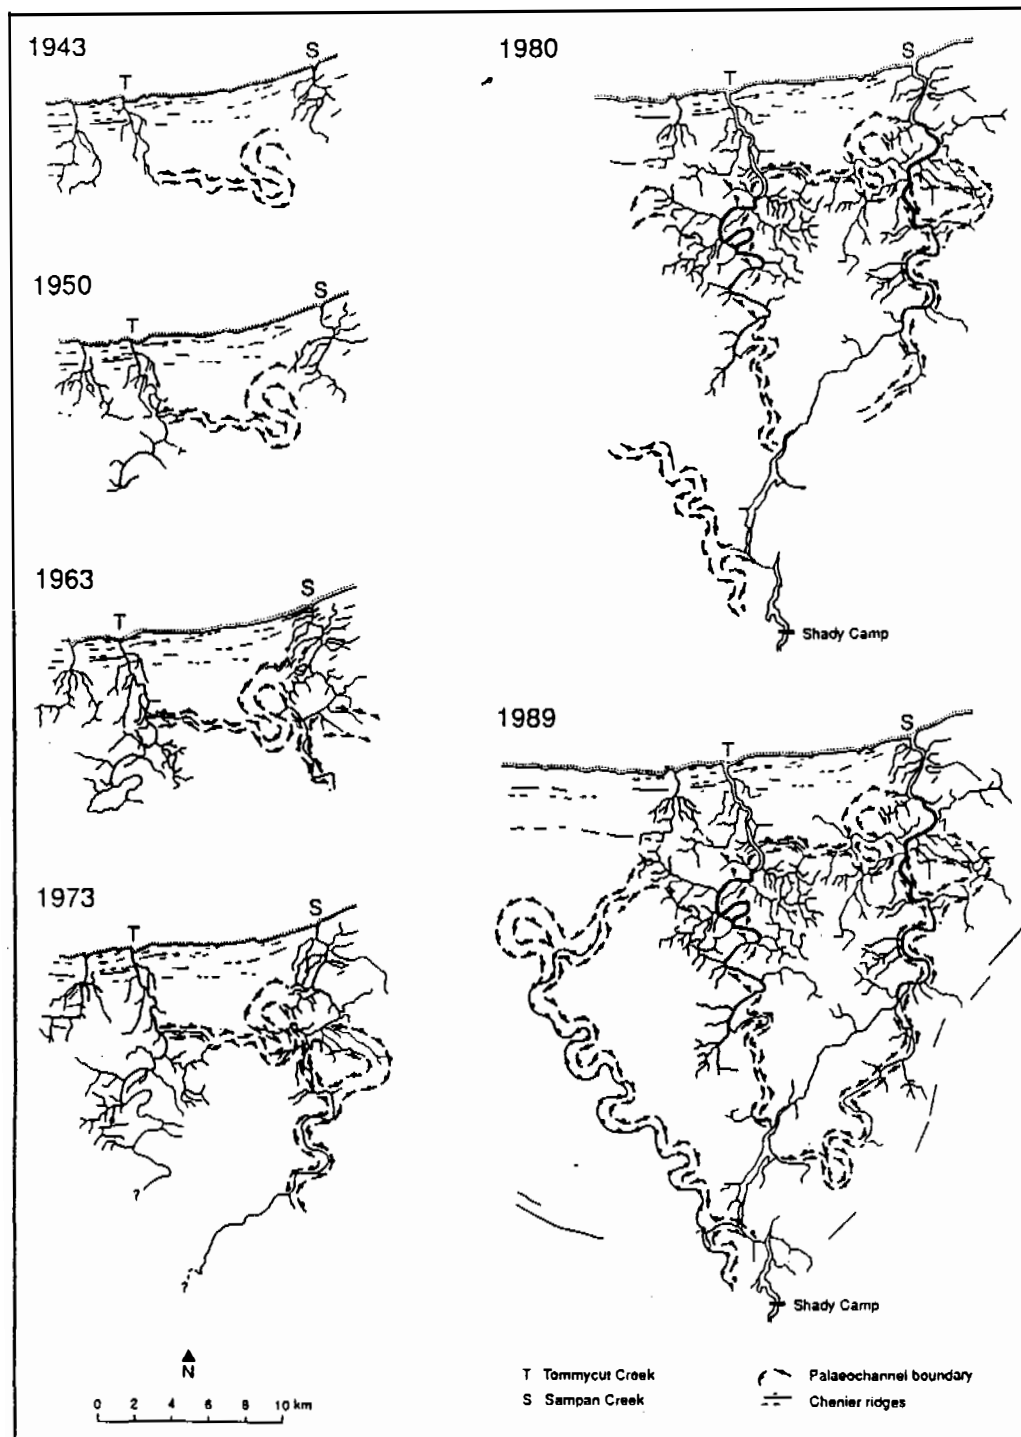 1943
T
S
1950
T
S
1963
T
S
1973
T
S
?
?
N
0 2 4 6 8 10 km
1980
T
S
Shady Camp
1989
T
S
Shady Camp
T Tommycut Creek
S Sampan Creek
Palaeochannel boundary
Chenier ridges